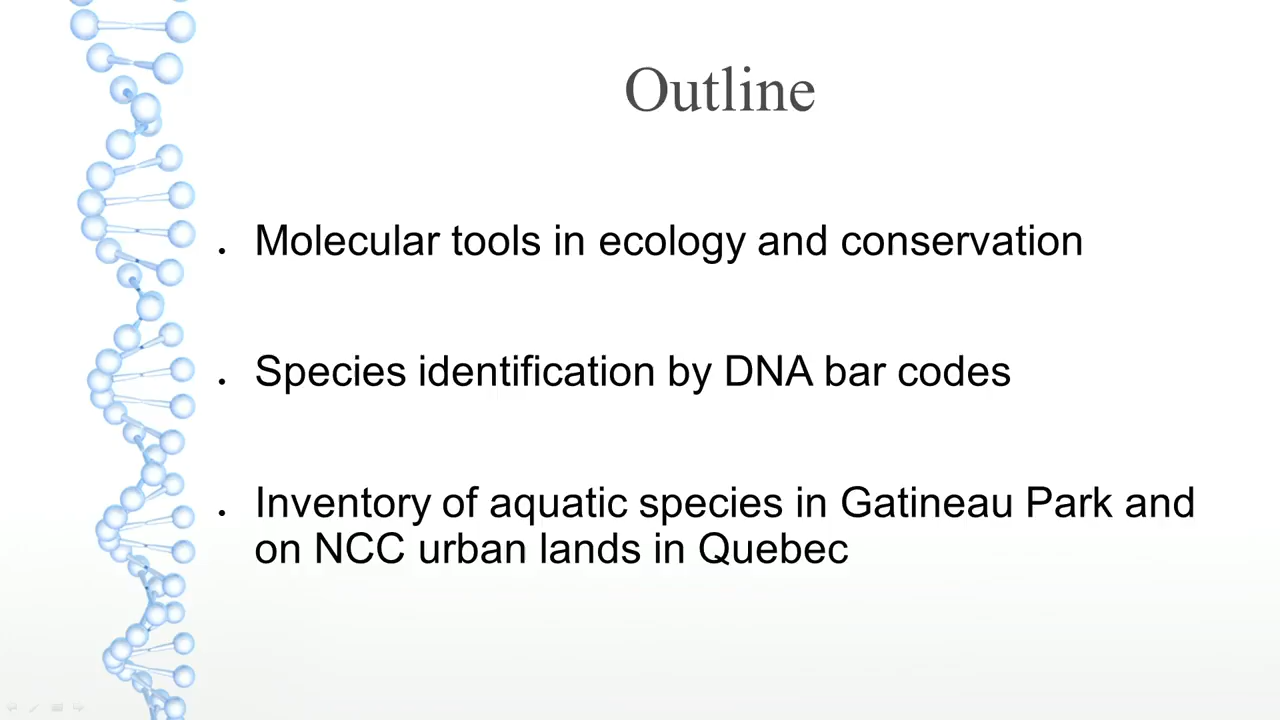 Outline
• Molecular tools in ecology and conservation
• Species identification by DNA bar codes
• Inventory of aquatic species in Gatineau Park and
on NCC urban lands in Quebec